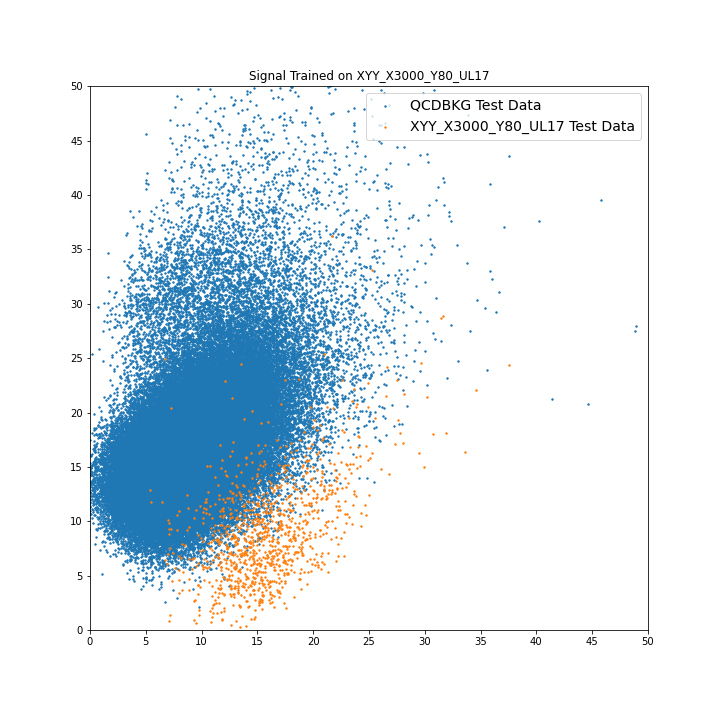 Signal Trained on XYY_X3000_Y80_UL17
QCDBKG Test Data
XYY_X3000_Y80_UL17 Test Data
50
45
40
35
30
25
20
15
10
5
0
0 5 10 15 20 25 30 35 40 45 50